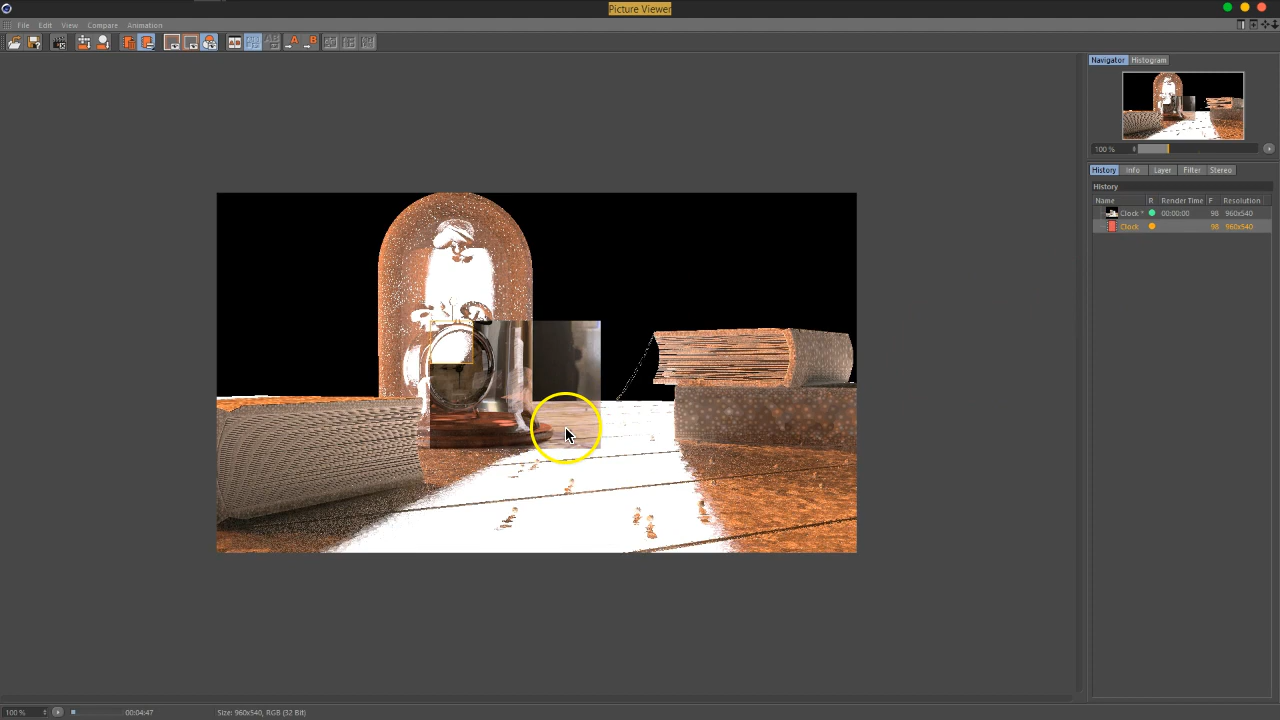 Picture Viewer
File Edit View Compare Animation
Navigator Histogram
100 %
History Info Layer Filter Stereo
History
Name R Render Time F Resolution
Clock * 00:00:00 98 960x540
Clock 98 960x540
100 % 00:04:47 Size: 960x540, RGB (32 Bit)